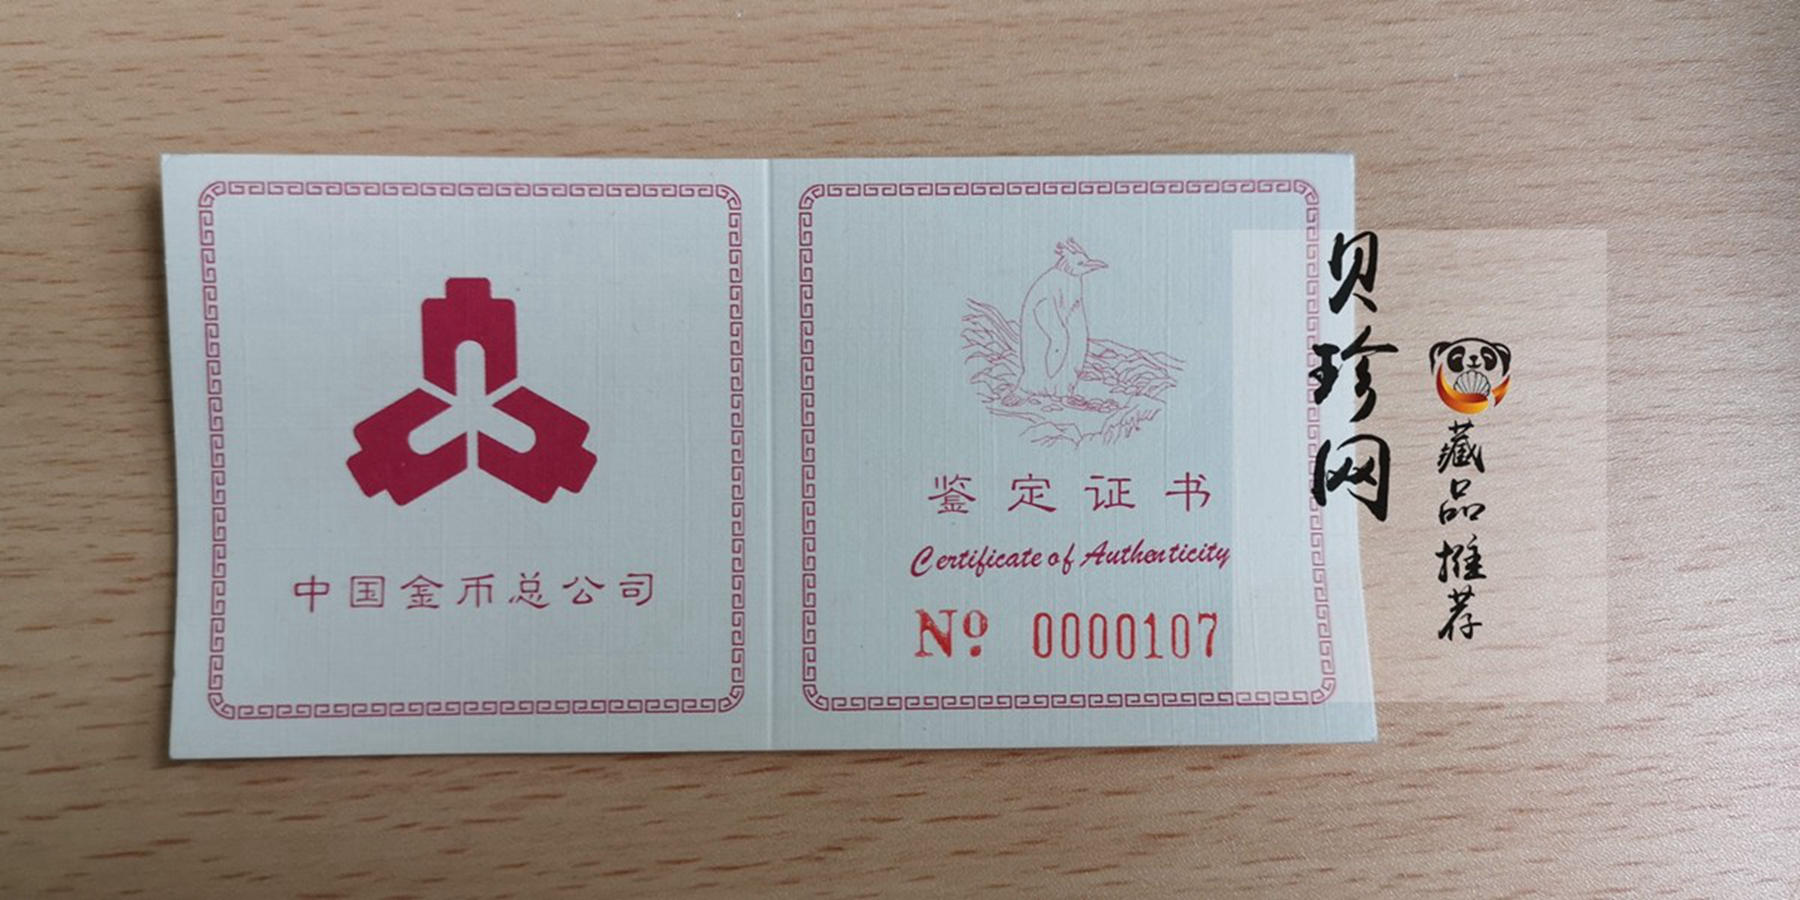 中国金币总公司
鉴定证书
Certificate of Authenticity
Nº 0000107
贝珍网
藏品推荐